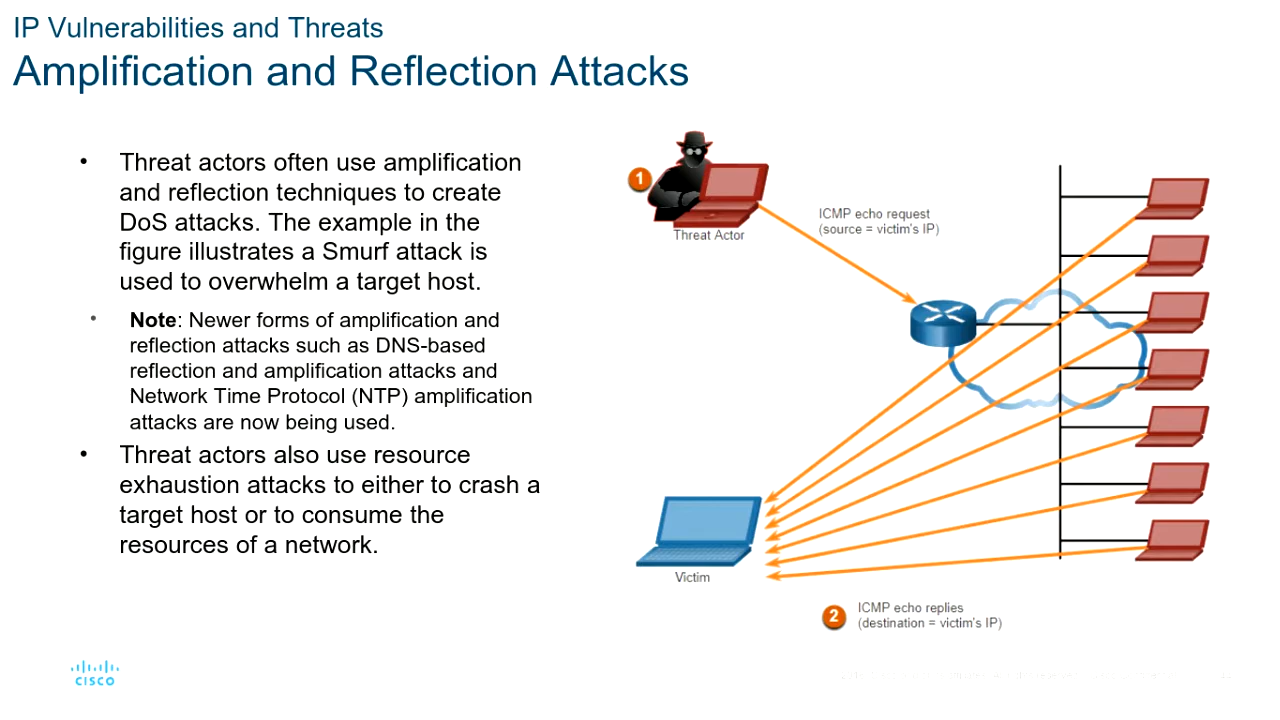 IP Vulnerabilities and Threats
Amplification and Reflection Attacks
• Threat actors often use amplification
and reflection techniques to create
DoS attacks. The example in the
figure illustrates a Smurf attack is
used to overwhelm a target host.
• Note: Newer forms of amplification and
reflection attacks such as DNS-based
reflection and amplification attacks and
Network Time Protocol (NTP) amplification
attacks are now being used.
• Threat actors also use resource
exhaustion attacks to either to crash a
target host or to consume the
resources of a network.
1
Threat Actor
ICMP echo request
(source = victim's IP)
Victim
2
ICMP echo replies
(destination = victim's IP)
CISCO